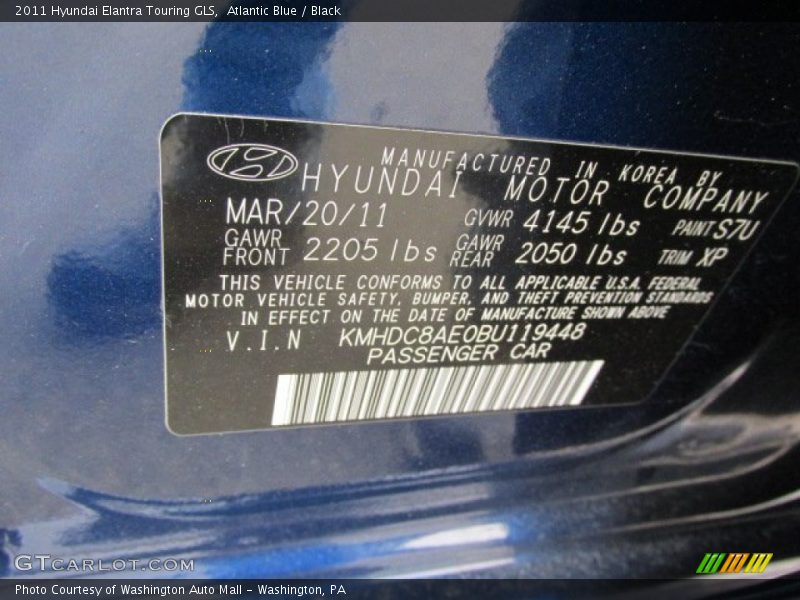 2011 Hyundai Elantra Touring GLS, Atlantic Blue / Black
MANUFACTURED IN KOREA BY
HYUNDAI MOTOR COMPANY
MAR/20/11 GVWR 4145 lbs PAINT S7U
GAWR FRONT 2205 lbs GAWR REAR 2050 lbs TRIM XP
THIS VEHICLE CONFORMS TO ALL APPLICABLE U.S.A. FEDERAL
MOTOR VEHICLE SAFETY, BUMPER, AND THEFT PREVENTION STANDARDS
IN EFFECT ON THE DATE OF MANUFACTURE SHOWN ABOVE
V.I.N KMHDC8AE0BU119448
PASSENGER CAR
GTCARLOT.COM
Photo Courtesy of Washington Auto Mall - Washington, PA